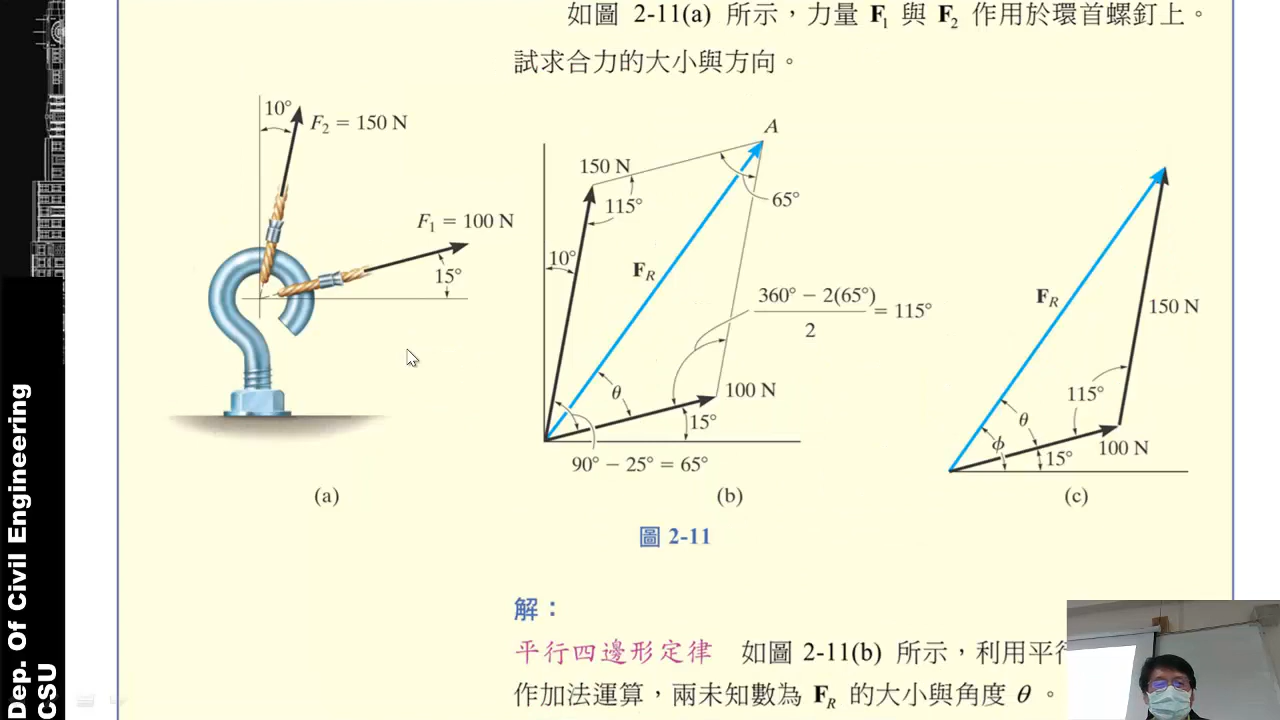 如圖 2-11(a) 所示，力量 F₁ 與 F₂ 作用於環首螺釘上。
試求合力的大小與方向。
10°
F₂ = 150 N
F₁ = 100 N
15°
(a)
A
150 N
115°
65°
10°
F_R
360° − 2(65°)
2
= 115°
θ
100 N
15°
90° − 25° = 65°
(b)
F_R
150 N
115°
θ
ϕ
15°
100 N
(c)
圖 2-11
解：
平行四邊形定律 如圖 2-11(b) 所示，利用平行
作加法運算，兩未知數為 F_R 的大小與角度 θ。
Dep. Of Civil Engineering
CSU